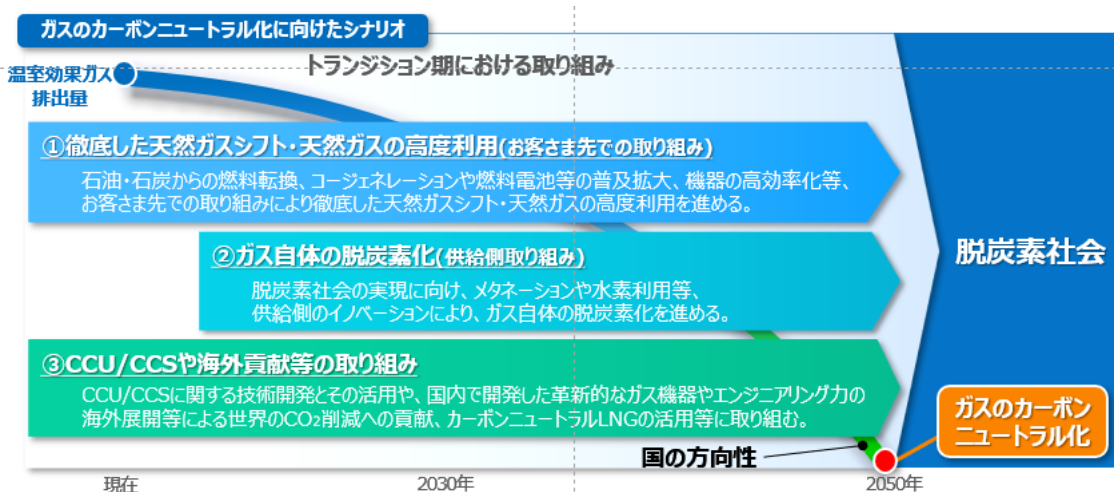 ガスのカーボンニュートラル化に向けたシナリオ
トランジション期における取り組み
温室効果ガス
排出量
①徹底した天然ガスシフト・天然ガスの高度利用(お客さま先での取り組み)
石油・石炭からの燃料転換、コージェネレーションや燃料電池等の普及拡大、機器の高効率化等、
お客さま先での取り組みにより徹底した天然ガスシフト・天然ガスの高度利用を進める。
②ガス自体の脱炭素化(供給側取り組み)
脱炭素社会の実現に向け、メタネーションや水素利用等、
供給側のイノベーションにより、ガス自体の脱炭素化を進める。
脱炭素社会
③CCU/CCSや海外貢献等の取り組み
CCU/CCSに関する技術開発とその活用や、国内で開発した革新的なガス機器やエンジニアリング力の
海外展開等による世界のCO₂削減への貢献、カーボンニュートラルLNGの活用等に取り組む。
ガスのカーボン
ニュートラル化
国の方向性
現在
2030年
2050年